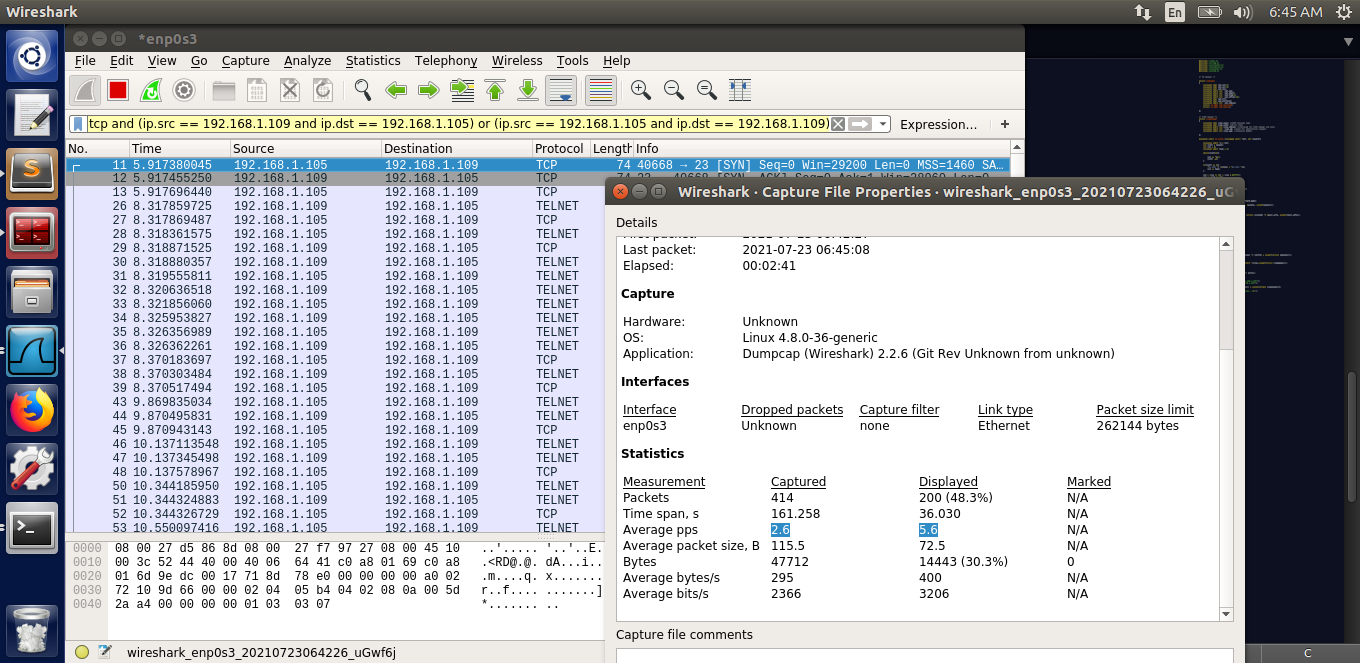 Wireshark
En
6:45 AM
*enp0s3
File Edit View Go Capture Analyze Statistics Telephony Wireless Tools Help
tcp and (ip.src == 192.168.1.109 and ip.dst == 192.168.1.105) or (ip.src == 192.168.1.105 and ip.dst == 192.168.1.109)
Expression… +
No. Time Source Destination Protocol Length Info
11 5.917380045 192.168.1.105 192.168.1.109 TCP 74 40668 → 23 [SYN] Seq=0 Win=29200 Len=0 MSS=1460 SA…
12 5.917455250 192.168.1.109 192.168.1.105 TCP
13 5.917696440 192.168.1.105 192.168.1.109 TCP
26 8.317859725 192.168.1.109 192.168.1.105 TELNET
27 8.317869487 192.168.1.105 192.168.1.109 TCP
28 8.318361575 192.168.1.105 192.168.1.109 TELNET
29 8.318871525 192.168.1.109 192.168.1.105 TCP
30 8.318880357 192.168.1.109 192.168.1.105 TELNET
31 8.319555811 192.168.1.105 192.168.1.109 TELNET
32 8.320636518 192.168.1.109 192.168.1.105 TELNET
33 8.321856060 192.168.1.105 192.168.1.109 TELNET
34 8.325953827 192.168.1.109 192.168.1.105 TELNET
35 8.326356989 192.168.1.105 192.168.1.109 TELNET
36 8.326362261 192.168.1.109 192.168.1.105 TELNET
37 8.370183697 192.168.1.105 192.168.1.109 TCP
38 8.370303484 192.168.1.109 192.168.1.105 TELNET
39 8.370517494 192.168.1.105 192.168.1.109 TCP
43 9.869835034 192.168.1.105 192.168.1.109 TELNET
44 9.870495831 192.168.1.109 192.168.1.105 TELNET
45 9.870943143 192.168.1.105 192.168.1.109 TCP
46 10.137113548 192.168.1.105 192.168.1.109 TELNET
47 10.137345950 192.168.1.109 192.168.1.105 TELNET
48 10.137578967 192.168.1.105 192.168.1.109 TCP
50 10.344185950 192.168.1.105 192.168.1.109 TELNET
51 10.344324883 192.168.1.109 192.168.1.105 TELNET
52 10.344326729 192.168.1.105 192.168.1.109 TCP
53 10.550097416 192.168.1.105 192.168.1.109 TELNET
0000 08 00 27 d5 86 8d 08 00 27 f7 97 27 08 00 45 10 ..'..... '..'..E.
0010 00 3c 52 44 40 00 40 06 64 41 c0 a8 01 69 c0 a8 .<RD@.@. dA...i..
0020 01 6d 9e dc 00 17 71 8d 78 e0 00 00 00 00 a0 02 .m....q. x.......
0030 72 10 9d 66 00 00 02 04 05 b4 04 02 08 0a 00 5d r..f.... .......]
0040 2a a4 00 00 00 00 01 03 03 07 *....... ..
wireshark_enp0s3_20210723064226_uGwf6j
Wireshark · Capture File Properties · wireshark_enp0s3_20210723064226_uG
Details
Last packet: 2021-07-23 06:45:08
Elapsed: 00:02:41
Capture
Hardware: Unknown
OS: Linux 4.8.0-36-generic
Application: Dumpcap (Wireshark) 2.2.6 (Git Rev Unknown from unknown)
Interfaces
Interface Dropped packets Capture filter Link type Packet size limit
enp0s3 Unknown none Ethernet 262144 bytes
Statistics
Measurement Captured Displayed Marked
Packets 414 200 (48.3%) N/A
Time span, s 161.258 36.030 N/A
Average pps 2.6 5.6 N/A
Average packet size, B 115.5 72.5 N/A
Bytes 47712 14443 (30.3%) 0
Average bytes/s 295 400 N/A
Average bits/s 2366 3206 N/A
Capture file comments
C